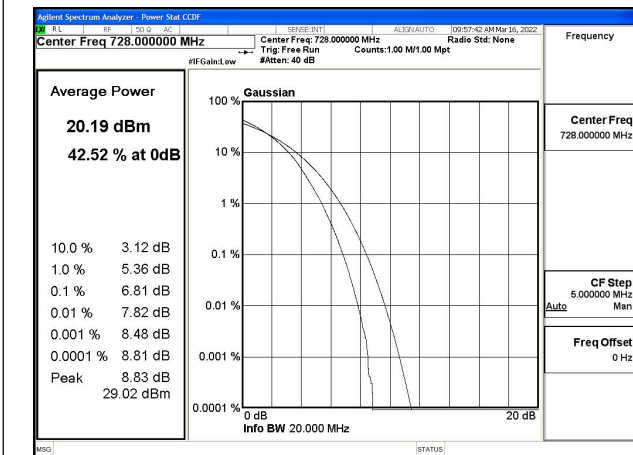 Agilent Spectrum Analyzer - Power Stat CCDF
RL RF 50 Ω AC SENSE:INT ALIGN AUTO 09:57:42 AM Mar 16, 2022
Center Freq 728.000000 MHz
Center Freq: 728.000000 MHz Radio Std: None
Trig: Free Run Counts:1.00 M/1.00 Mpt
#IFGain:Low #Atten: 40 dB
Frequency
Average Power
20.19 dBm
42.52 % at 0dB
10.0 % 3.12 dB
1.0 % 5.36 dB
0.1 % 6.81 dB
0.01 % 7.82 dB
0.001 % 8.48 dB
0.0001 % 8.81 dB
Peak 8.83 dB
29.02 dBm
Gaussian
100 %
10 %
1 %
0.1 %
0.01 %
0.001 %
0.0001 %
0 dB 20 dB
Info BW 20.000 MHz
Center Freq
728.000000 MHz
CF Step
5.000000 MHz
Auto Man
Freq Offset
0 Hz
MSG STATUS